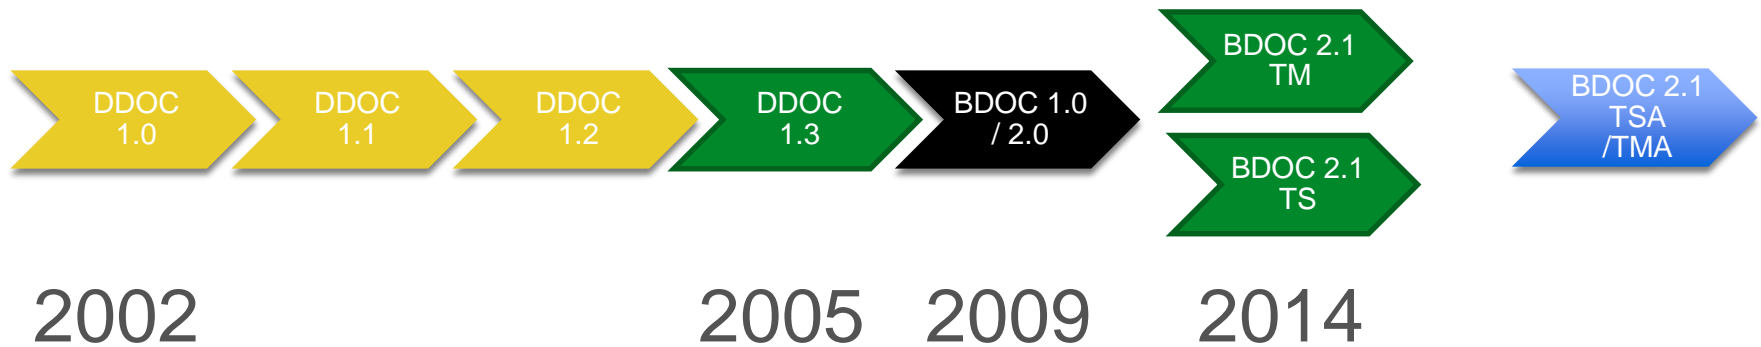 DDOC
1.0
DDOC
1.1
DDOC
1.2
DDOC
1.3
BDOC 1.0
/ 2.0
BDOC 2.1
TM
BDOC 2.1
TS
BDOC 2.1
TSA
/TMA
2002
2005
2009
2014